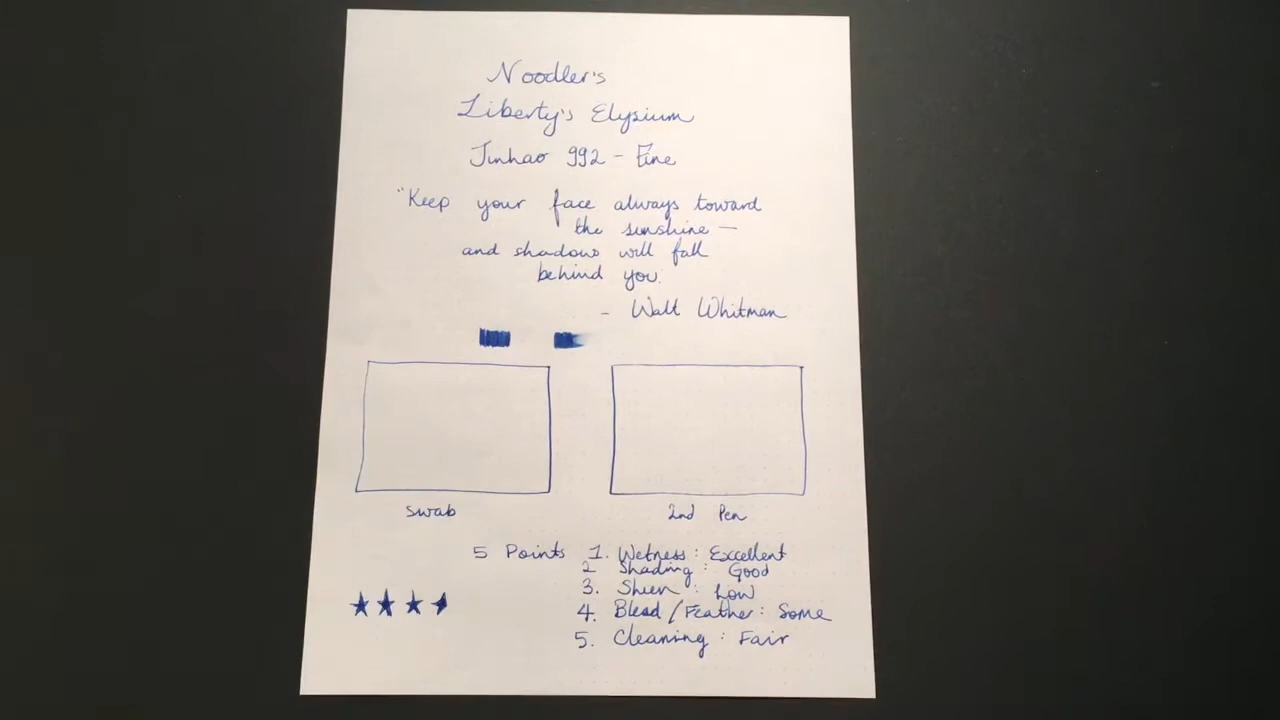 Noodler's
Liberty's Elysium
Jinhao 992 - Fine
"Keep your face always toward
the sunshine —
and shadows will fall
behind you.
- Walt Whitman
Swab
2nd Pen
5 Points 1. Wetness : Excellent
2 Shading : Good
3. Sheen : Low
4. Bleed / Feather : Some
5. Cleaning : Fair